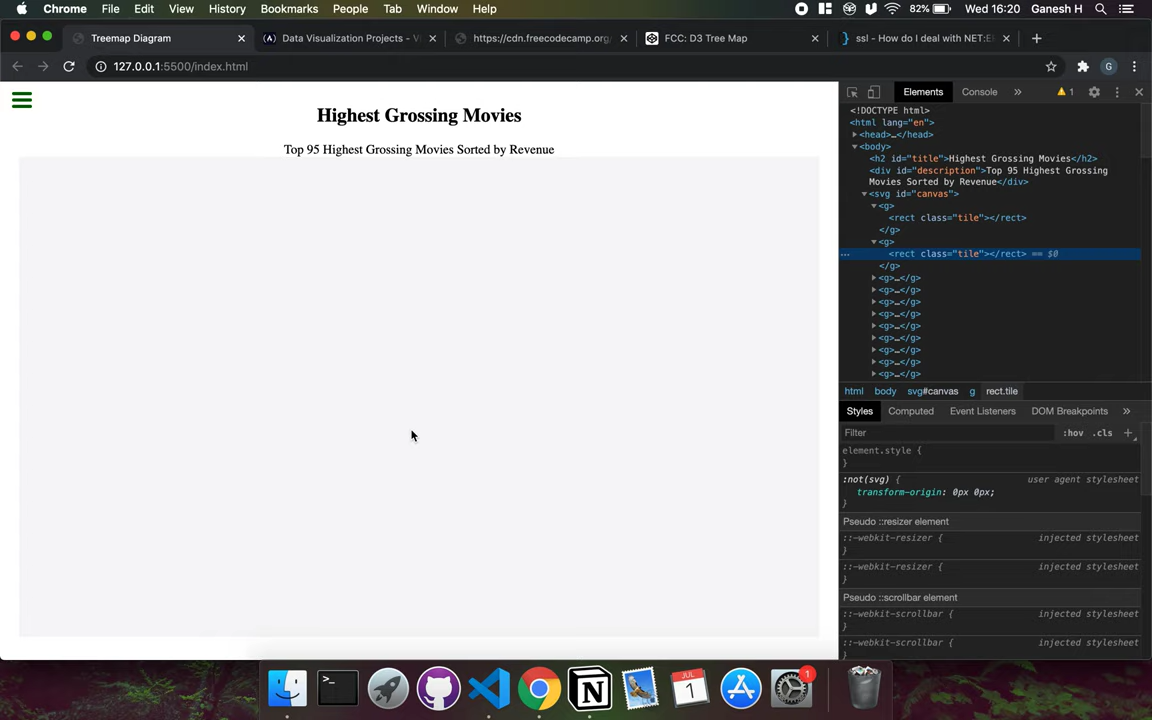 Chrome File Edit View History Bookmarks People Tab Window Help 82% Wed 16:20 Ganesh H
Treemap Diagram Data Visualization Projects - V https://cdn.freecodecamp.org/ FCC: D3 Tree Map ssl - How do I deal with NET:E
127.0.0.1:5500/index.html G
Highest Grossing Movies
Top 95 Highest Grossing Movies Sorted by Revenue
Elements Console » 1
<!DOCTYPE html>
<html lang="en">
<head>…</head>
<body>
<h2 id="title">Highest Grossing Movies</h2>
<div id="description">Top 95 Highest Grossing
Movies Sorted by Revenue</div>
<svg id="canvas">
<g>
<rect class="tile"></rect>
</g>
<g>
… <rect class="tile"></rect> == $0
</g>
<g>…</g>
<g>…</g>
<g>…</g>
<g>…</g>
<g>…</g>
<g>…</g>
<g>…</g>
<g>…</g>
<g>…</g>
html body svg#canvas g rect.tile
Styles Computed Event Listeners DOM Breakpoints »
Filter :hov .cls +
element.style {
}
:not(svg) { user agent stylesheet
transform-origin: 0px 0px;
}
Pseudo ::resizer element
::-webkit-resizer { injected stylesheet
}
::-webkit-resizer { injected stylesheet
}
Pseudo ::scrollbar element
::-webkit-scrollbar { injected stylesheet
}
::-webkit-scrollbar { injected stylesheet
}
>_ N JUL 1 1